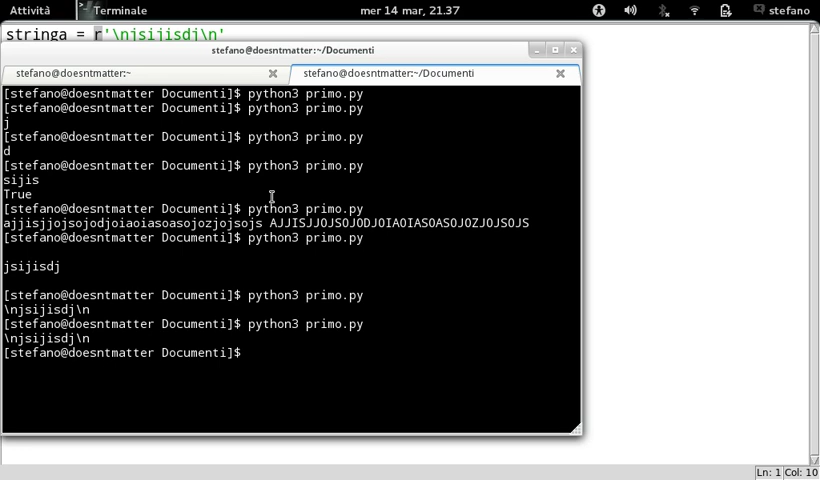 Attività Terminale mer 14 mar, 21.37 stefano
stringa = r'\njsijisdj\n'
stefano@doesntmatter:~/Documenti
stefano@doesntmatter:~ stefano@doesntmatter:~/Documenti
[stefano@doesntmatter Documenti]$ python3 primo.py
[stefano@doesntmatter Documenti]$ python3 primo.py
j
[stefano@doesntmatter Documenti]$ python3 primo.py
d
[stefano@doesntmatter Documenti]$ python3 primo.py
sijis
True
[stefano@doesntmatter Documenti]$ python3 primo.py
ajjisjjojsojodjoiaoiasoasojozjojsojs AJJISJJOJSOJODJOIAOIASOASOJOZJOJSOJS
[stefano@doesntmatter Documenti]$ python3 primo.py
jsijisdj
[stefano@doesntmatter Documenti]$ python3 primo.py
\njsijisdj\n
[stefano@doesntmatter Documenti]$ python3 primo.py
\njsijisdj\n
[stefano@doesntmatter Documenti]$
Ln: 1 Col: 10